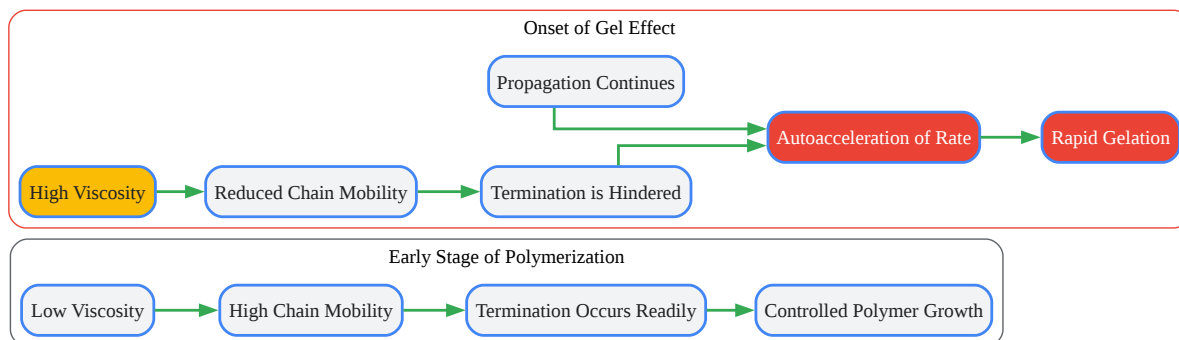 Onset of Gel Effect
Propagation Continues
Autoacceleration of Rate
Rapid Gelation
High Viscosity
Reduced Chain Mobility
Termination is Hindered
Early Stage of Polymerization
Low Viscosity
High Chain Mobility
Termination Occurs Readily
Controlled Polymer Growth